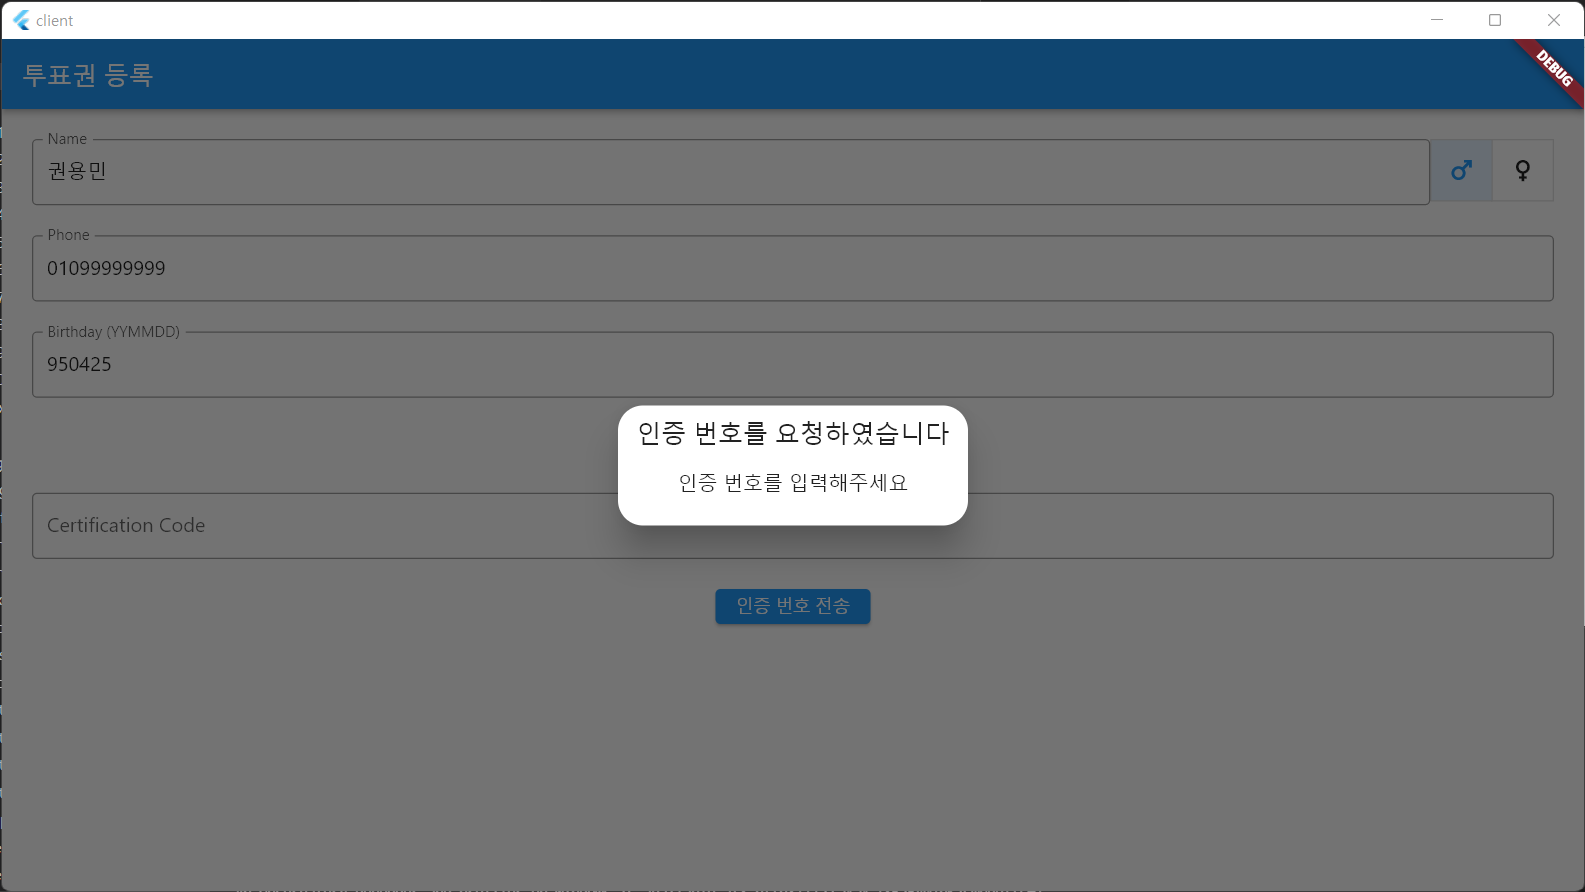 client
투표권 등록
DEBUG
Name
권용민
Phone
01099999999
Birthday (YYMMDD)
950425
인증 번호를 요청하였습니다
인증 번호를 입력해주세요
Certification Code
인증 번호 전송